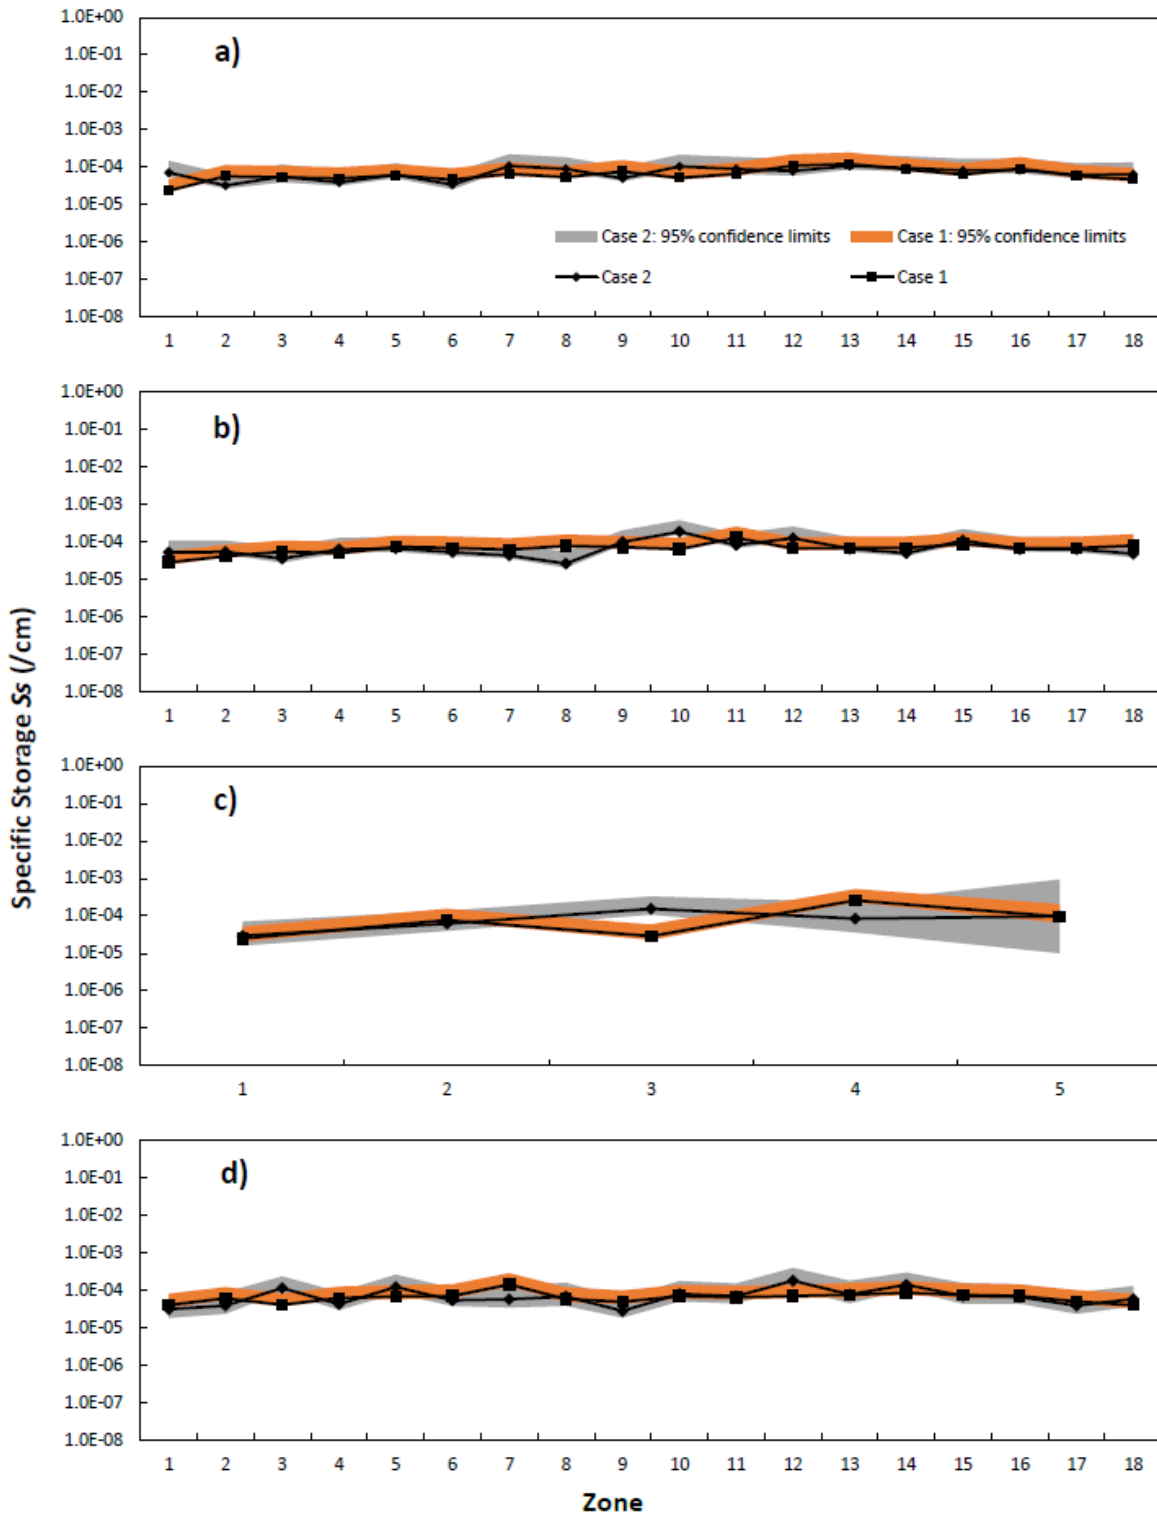 1.0E+00
1.0E-01
1.0E-02
1.0E-03
1.0E-04
1.0E-05
1.0E-06
1.0E-07
1.0E-08
a)
Case 2: 95% confidence limits
Case 1: 95% confidence limits
Case 2
Case 1
1 2 3 4 5 6 7 8 9 10 11 12 13 14 15 16 17 18
1.0E+00
1.0E-01
1.0E-02
1.0E-03
1.0E-04
1.0E-05
1.0E-06
1.0E-07
1.0E-08
b)
1 2 3 4 5 6 7 8 9 10 11 12 13 14 15 16 17 18
Specific Storage Ss (/cm)
1.0E+00
1.0E-01
1.0E-02
1.0E-03
1.0E-04
1.0E-05
1.0E-06
1.0E-07
1.0E-08
c)
1 2 3 4 5
1.0E+00
1.0E-01
1.0E-02
1.0E-03
1.0E-04
1.0E-05
1.0E-06
1.0E-07
1.0E-08
d)
1 2 3 4 5 6 7 8 9 10 11 12 13 14 15 16 17 18
Zone